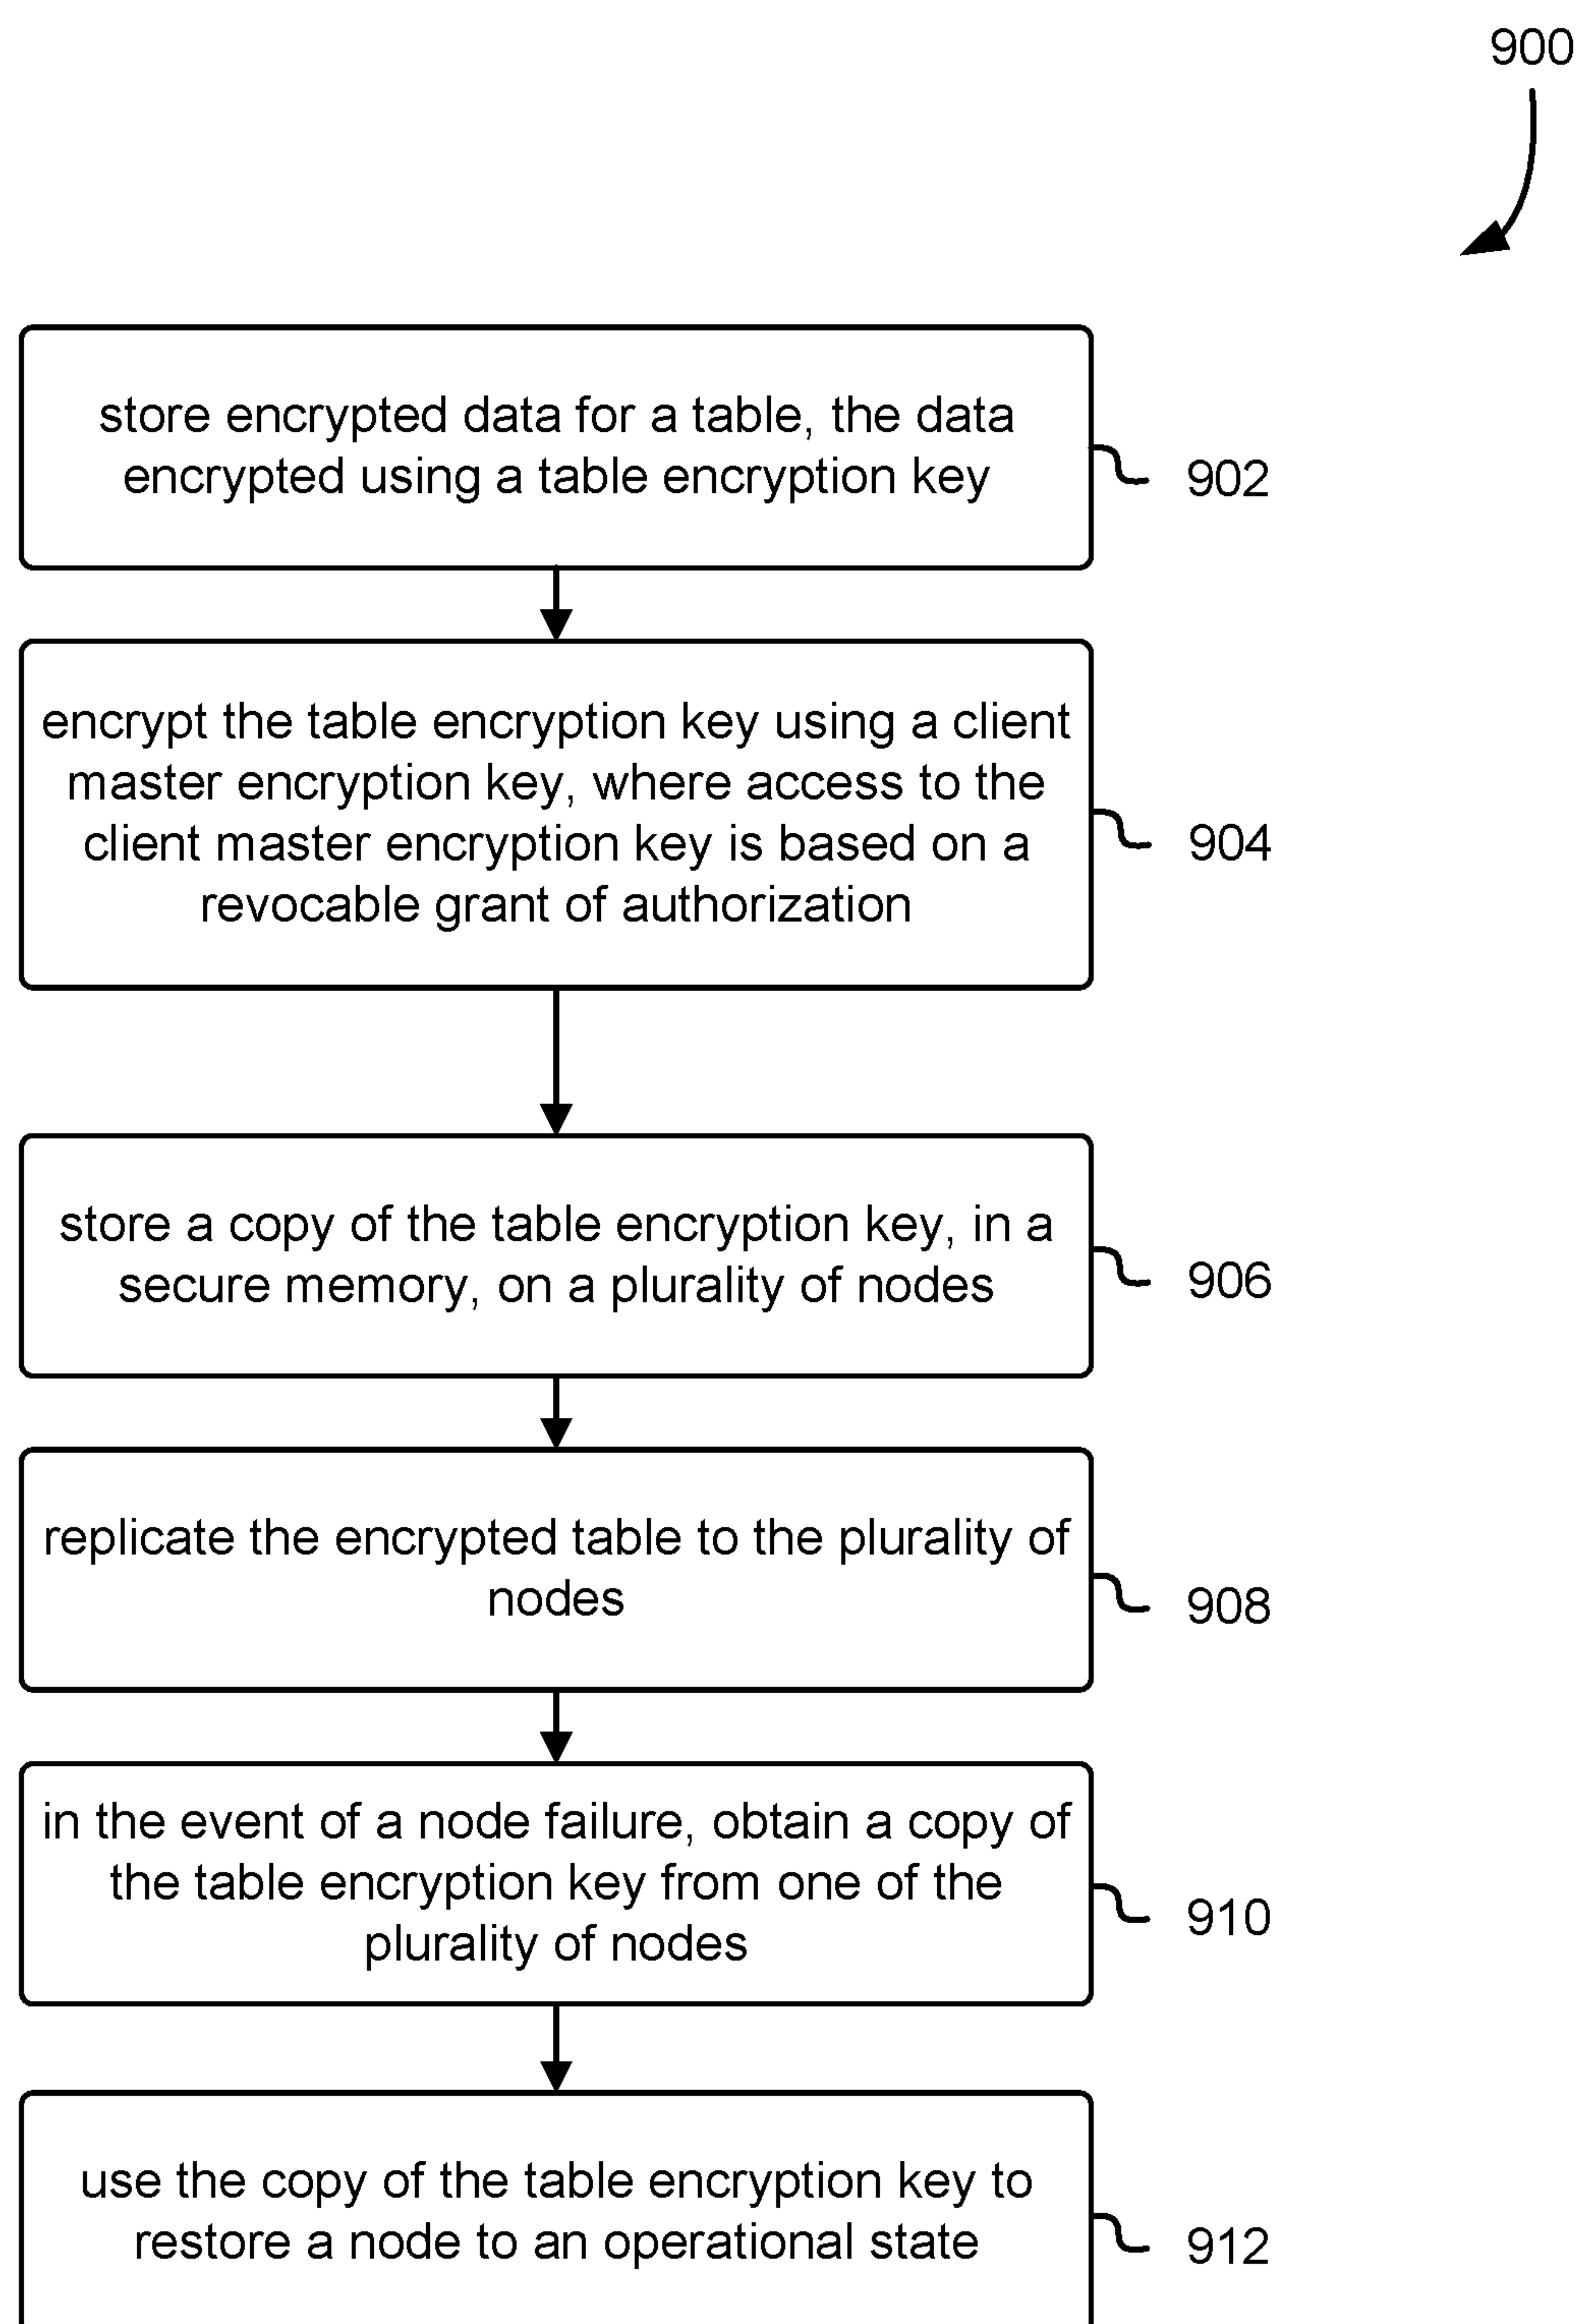 900
store encrypted data for a table, the data
encrypted using a table encryption key
902
encrypt the table encryption key using a client
master encryption key, where access to the
client master encryption key is based on a
revocable grant of authorization
904
store a copy of the table encryption key, in a
secure memory, on a plurality of nodes
906
replicate the encrypted table to the plurality of
nodes
908
in the event of a node failure, obtain a copy of
the table encryption key from one of the
plurality of nodes
910
use the copy of the table encryption key to
restore a node to an operational state
912